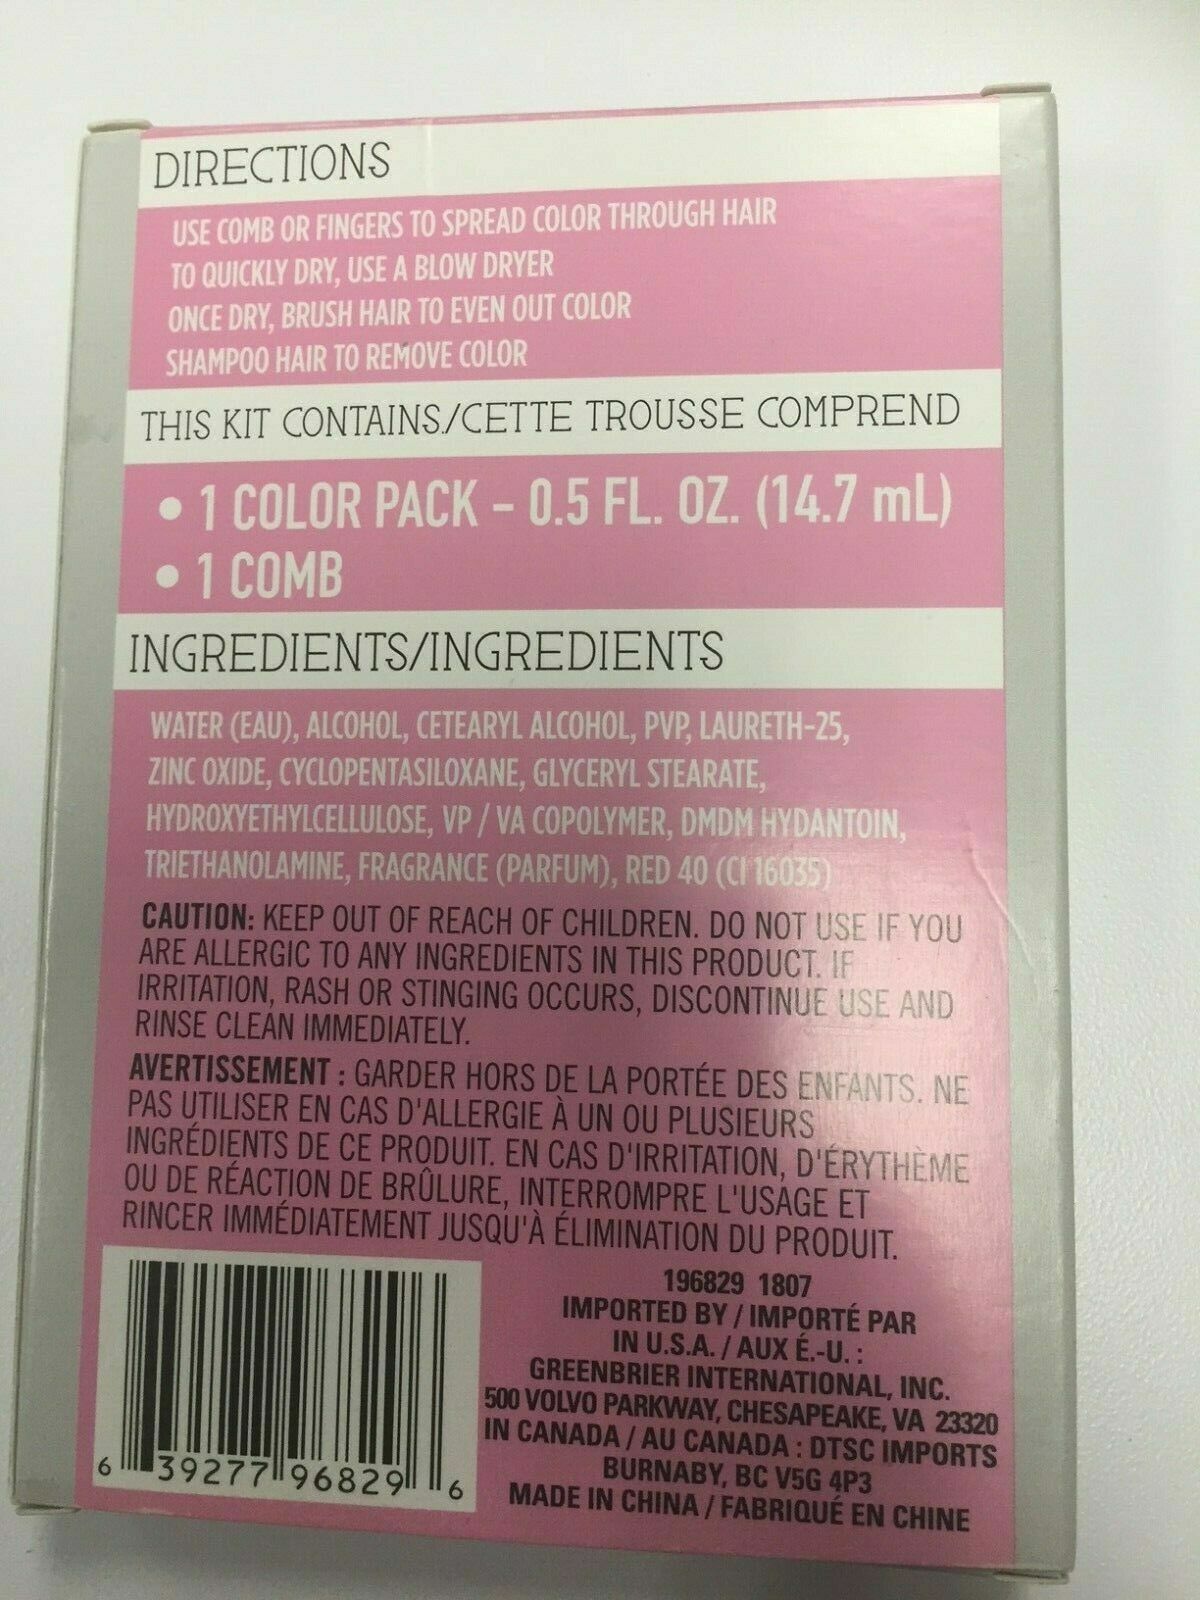 DIRECTIONS
USE COMB OR FINGERS TO SPREAD COLOR THROUGH HAIR
TO QUICKLY DRY, USE A BLOW DRYER
ONCE DRY, BRUSH HAIR TO EVEN OUT COLOR
SHAMPOO HAIR TO REMOVE COLOR
THIS KIT CONTAINS/CETTE TROUSSE COMPREND
• 1 COLOR PACK – 0.5 FL. OZ. (14.7 mL)
• 1 COMB
INGREDIENTS/INGREDIENTS
WATER (EAU), ALCOHOL, CETEARYL ALCOHOL, PVP, LAURETH-25,
ZINC OXIDE, CYCLOPENTASILOXANE, GLYCERYL STEARATE,
HYDROXYETHYLCELLULOSE, VP / VA COPOLYMER, DMDM HYDANTOIN,
TRIETHANOLAMINE, FRAGRANCE (PARFUM), RED 40 (CI 16035)
CAUTION: KEEP OUT OF REACH OF CHILDREN. DO NOT USE IF YOU
ARE ALLERGIC TO ANY INGREDIENTS IN THIS PRODUCT. IF
IRRITATION, RASH OR STINGING OCCURS, DISCONTINUE USE AND
RINSE CLEAN IMMEDIATELY.
AVERTISSEMENT : GARDER HORS DE LA PORTÉE DES ENFANTS. NE
PAS UTILISER EN CAS D'ALLERGIE À UN OU PLUSIEURS
INGRÉDIENTS DE CE PRODUIT. EN CAS D'IRRITATION, D'ÉRYTHÈME
OU DE RÉACTION DE BRÛLURE, INTERROMPRE L'USAGE ET
RINCER IMMÉDIATEMENT JUSQU'À ÉLIMINATION DU PRODUIT.
196829 1807
IMPORTED BY / IMPORTÉ PAR
IN U.S.A. / AUX É.-U. :
GREENBRIER INTERNATIONAL, INC.
500 VOLVO PARKWAY, CHESAPEAKE, VA 23320
IN CANADA / AU CANADA : DTSC IMPORTS
BURNABY, BC V5G 4P3
MADE IN CHINA / FABRIQUÉ EN CHINE
6 39277 96829 6